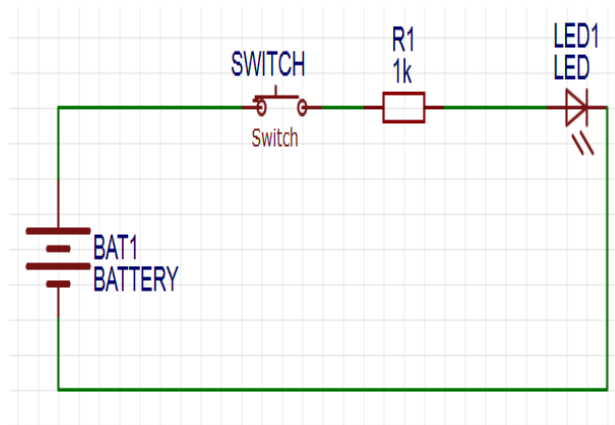 SWITCH
Switch
R1
1k
LED1
LED
BAT1
BATTERY